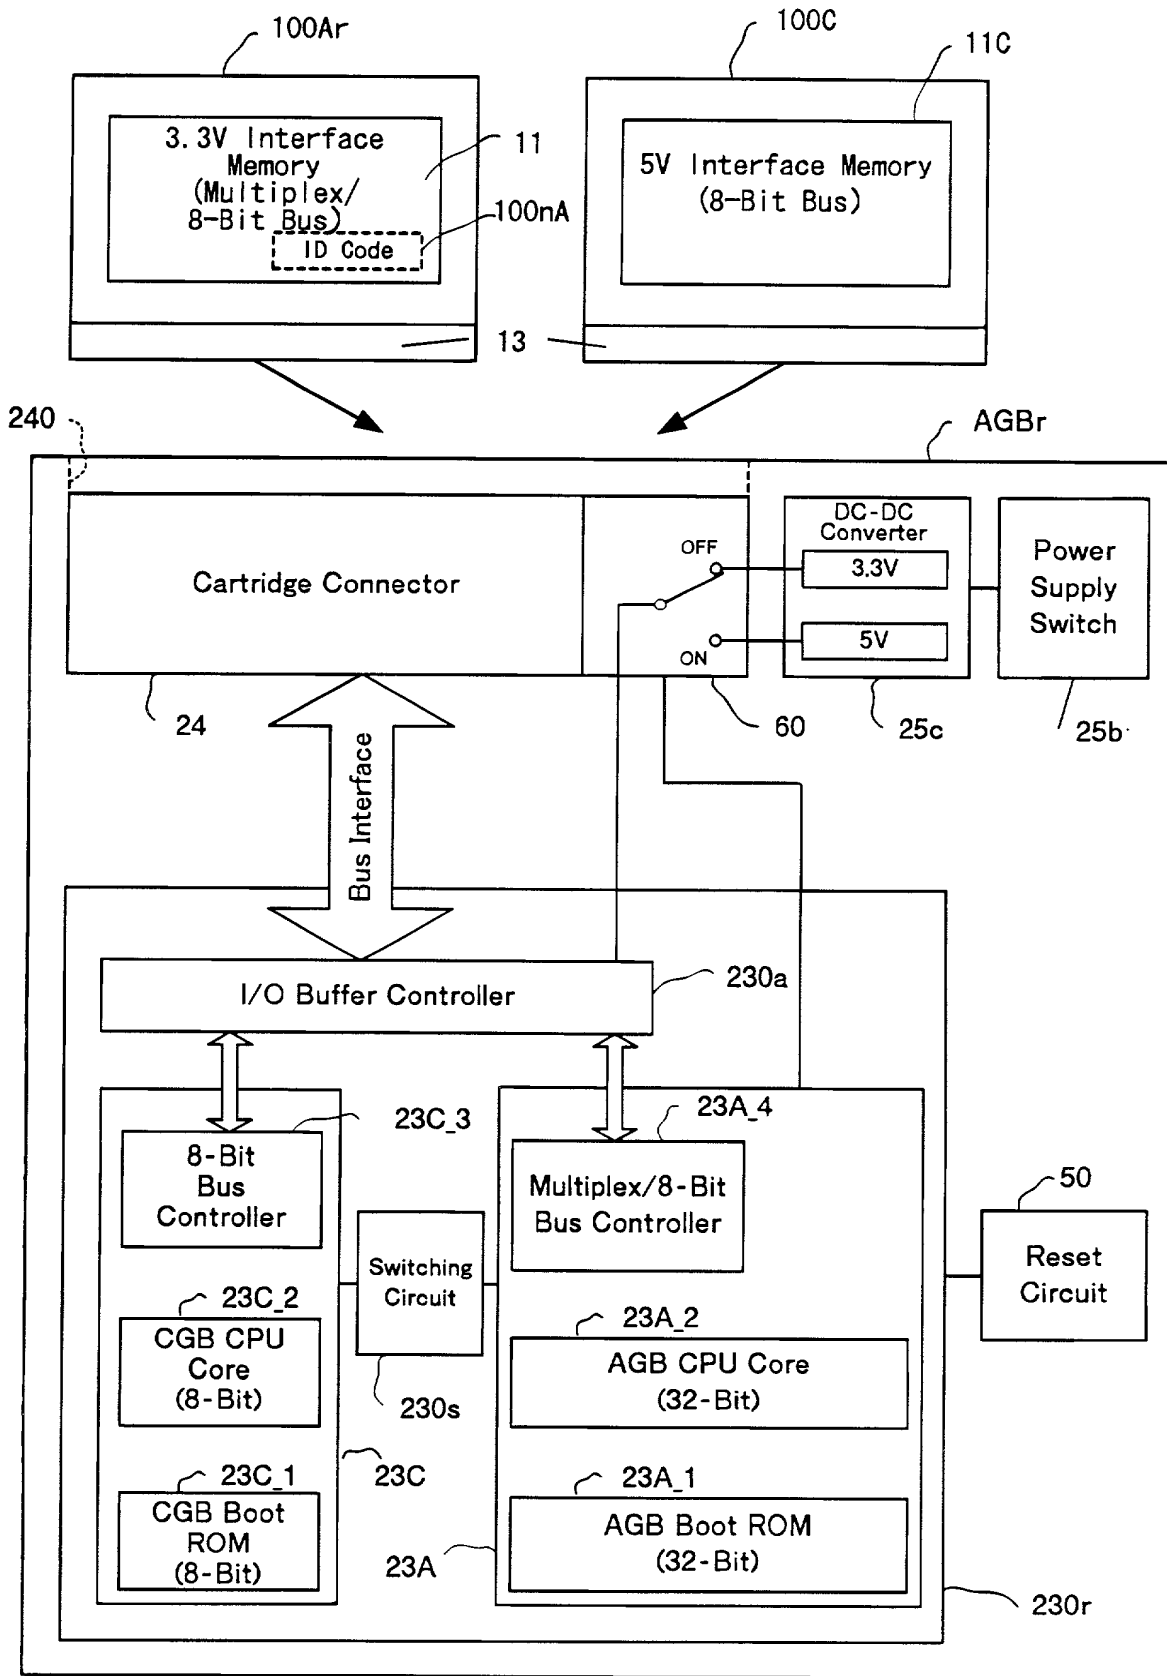 100Ar
100C
11C
3.3V Interface
Memory
(Multiplex/
8-Bit Bus)
ID Code
11
100nA
5V Interface Memory
(8-Bit Bus)
13
240
AGBr
Cartridge Connector
OFF
ON
DC-DC
Converter
3.3V
5V
Power
Supply
Switch
24
60
25c
25b
Bus Interface
I/O Buffer Controller
230a
23C_3
23A_4
8-Bit
Bus
Controller
Multiplex/8-Bit
Bus Controller
50
Switching
Circuit
Reset
Circuit
23C_2
23A_2
CGB CPU
Core
(8-Bit)
230s
AGB CPU Core
(32-Bit)
23C_1
23C
23A_1
CGB Boot
ROM
(8-Bit)
23A
AGB Boot ROM
(32-Bit)
230r